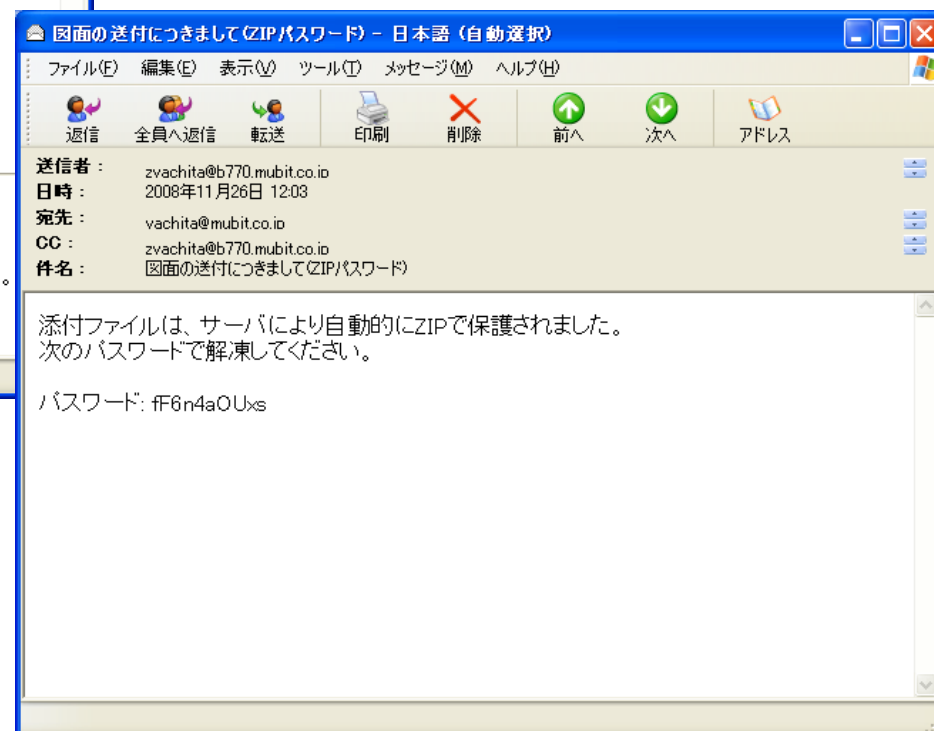 図面の送付につきまして(ZIPパスワード) - 日本語 (自動選択)
ファイル(F) 編集(E) 表示(V) ツール(T) メッセージ(M) ヘルプ(H)
返信 全員へ返信 転送 印刷 削除 前へ 次へ アドレス
送信者: zvachita@b770.mubit.co.jp
日時: 2008年11月26日 12:03
宛先: vachita@mubit.co.jp
CC: zvachita@b770.mubit.co.jp
件名: 図面の送付につきまして(ZIPパスワード)
。
添付ファイルは、サーバにより自動的にZIPで保護されました。
次のパスワードで解凍してください。
パスワード: fF6n4aOUxs